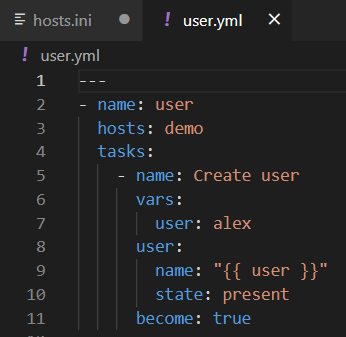 hosts.ini
! user.yml ×
! user.yml
1 ---
2 - name: user
3   hosts: demo
4   tasks:
5     - name: Create user
6       vars:
7         user: alex
8       user:
9         name: "{{ user }}"
10         state: present
11       become: true